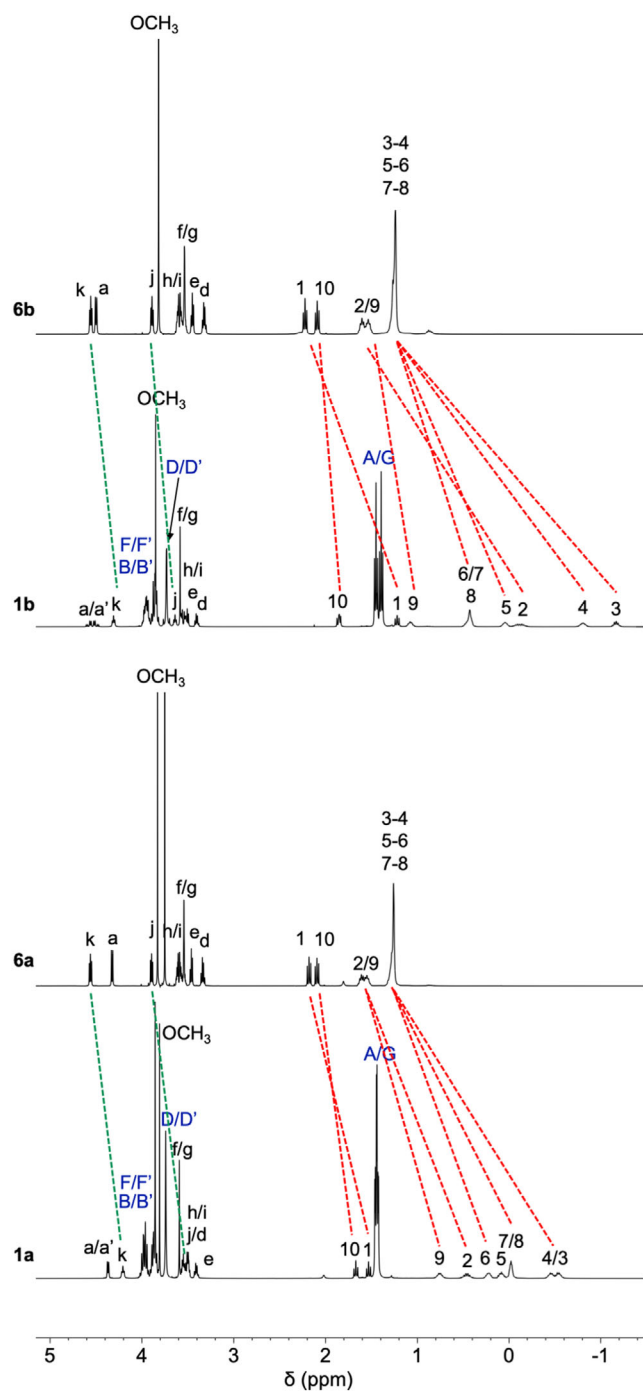 OCH3
3-4
5-6
7-8
f/g
k
a
j
h/i
e
d
1
10
2/9
6b
OCH3
D/D'
A/G
F/F'
B/B'
f/g
h/i
6/7
8
a/a'
k
j
e
d
10
1
9
5
2
4
3
1b
OCH3
3-4
5-6
7-8
f/g
k
a
j
h/i
e
d
1
10
2/9
6a
OCH3
A/G
D/D'
f/g
F/F'
B/B'
h/i
j/d
7/8
a/a'
k
e
10
1
9
2
6
5
4/3
1a
5
4
3
2
1
0
-1
δ (ppm)